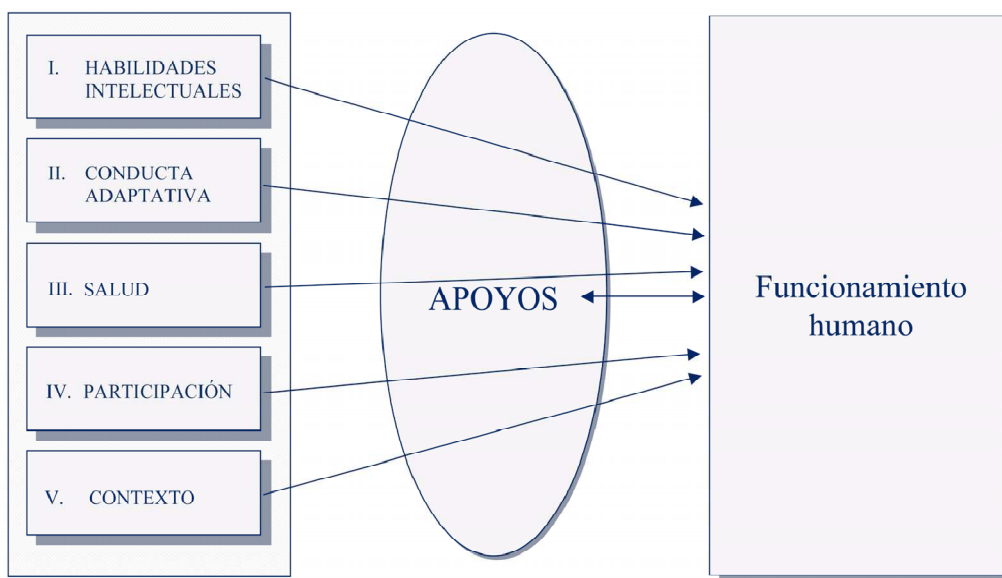 I. HABILIDADES
INTELECTUALES
II. CONDUCTA
ADAPTATIVA
III. SALUD
IV. PARTICIPACIÓN
V. CONTEXTO
APOYOS
Funcionamiento
humano